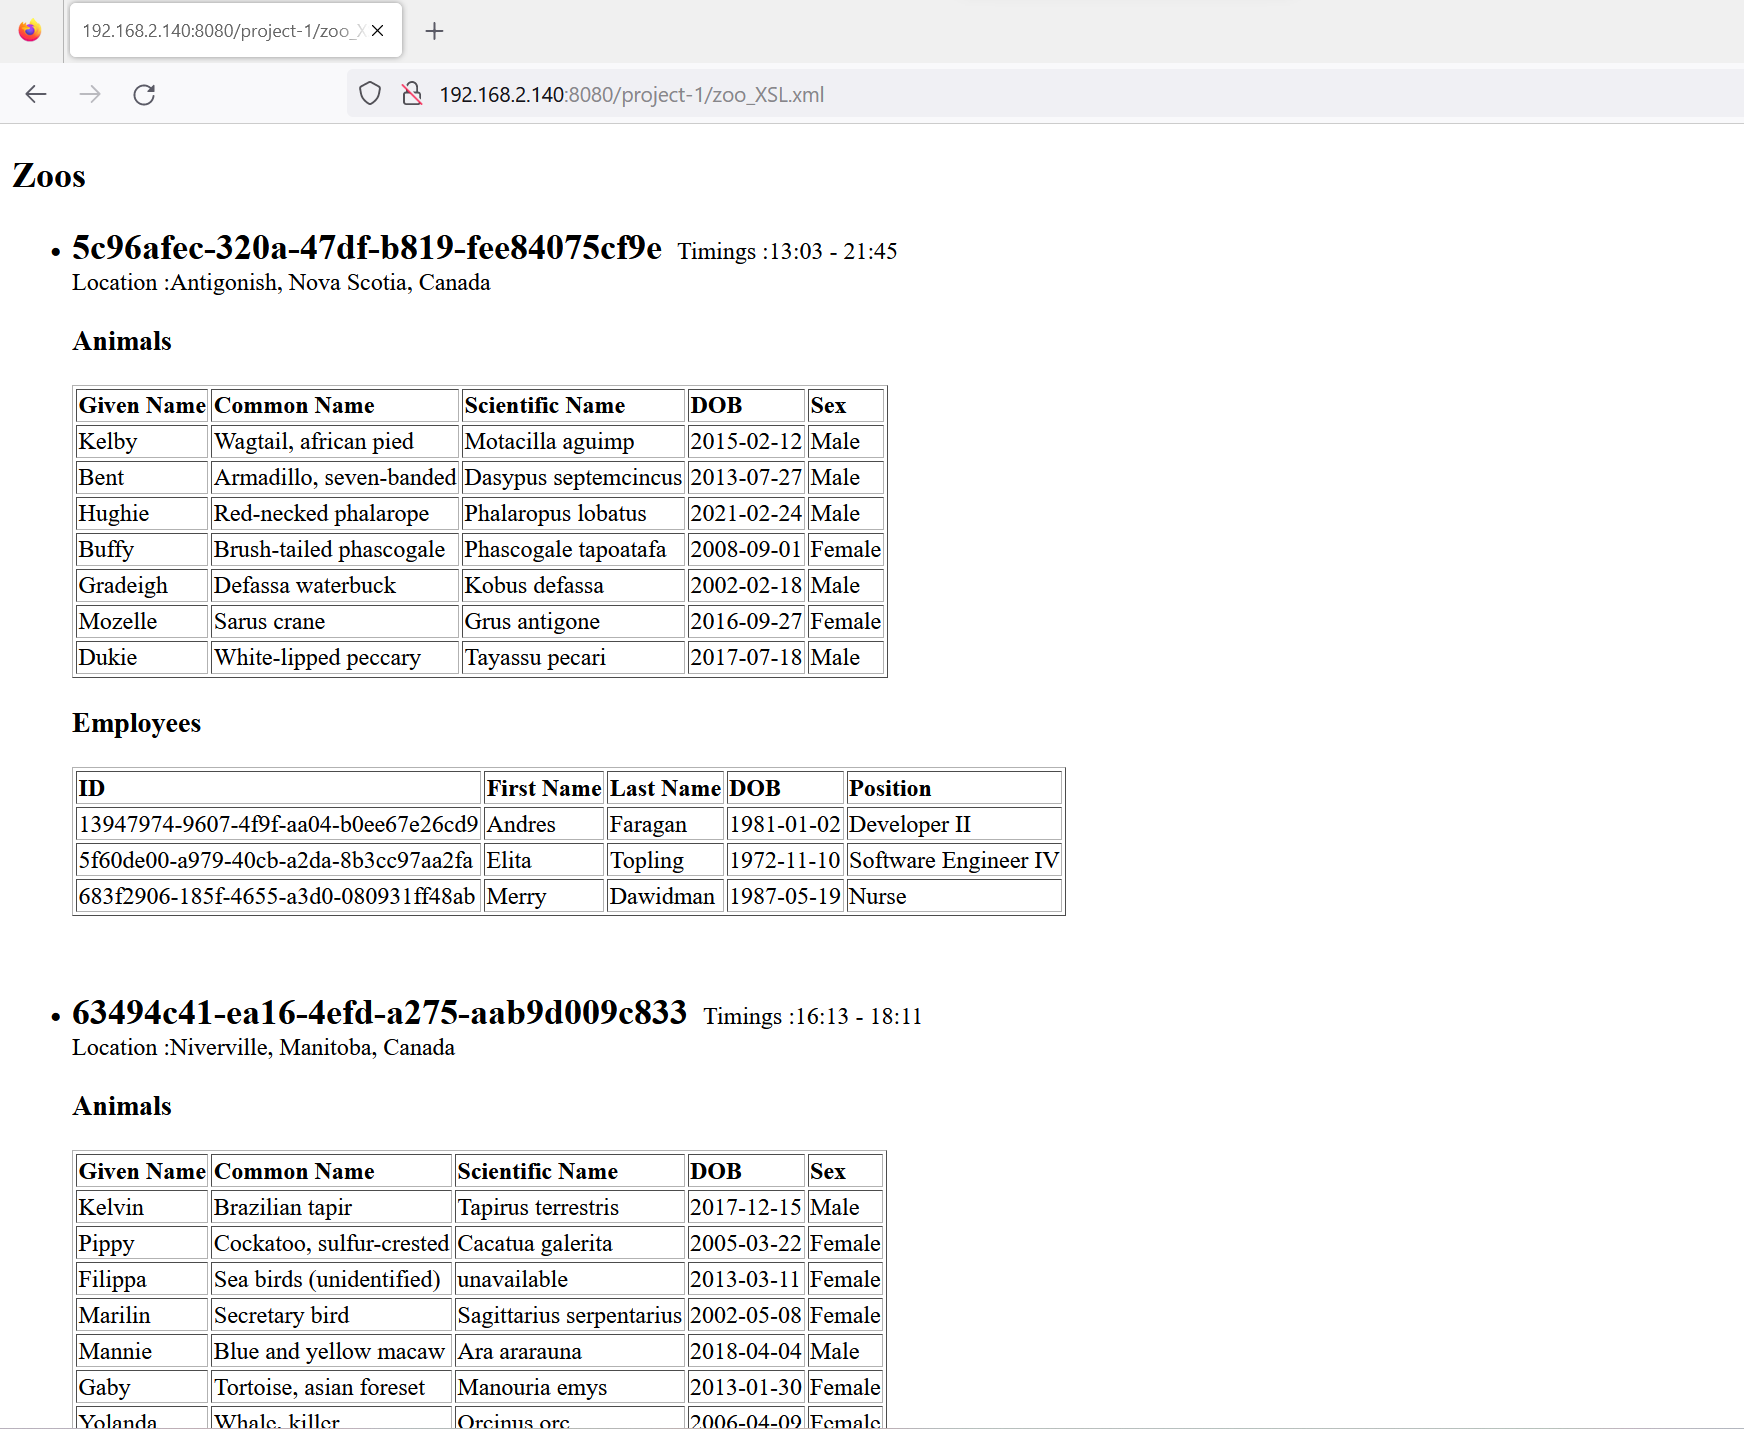 192.168.2.140:8080/project-1/zoo_X
192.168.2.140:8080/project-1/zoo_XSL.xml
Zoos
5c96afec-320a-47df-b819-fee84075cf9e Timings :13:03 - 21:45
Location :Antigonish, Nova Scotia, Canada
Animals
Given Name Common Name Scientific Name DOB Sex
Kelby Wagtail, african pied Motacilla aguimp 2015-02-12 Male
Bent Armadillo, seven-banded Dasypus septemcincus 2013-07-27 Male
Hughie Red-necked phalarope Phalaropus lobatus 2021-02-24 Male
Buffy Brush-tailed phascogale Phascogale tapoatafa 2008-09-01 Female
Gradeigh Defassa waterbuck Kobus defassa 2002-02-18 Male
Mozelle Sarus crane Grus antigone 2016-09-27 Female
Dukie White-lipped peccary Tayassu pecari 2017-07-18 Male
Employees
ID First Name Last Name DOB Position
13947974-9607-4f9f-aa04-b0ee67e26cd9 Andres Faragan 1981-01-02 Developer II
5f60de00-a979-40cb-a2da-8b3cc97aa2fa Elita Topling 1972-11-10 Software Engineer IV
683f2906-185f-4655-a3d0-080931ff48ab Merry Dawidman 1987-05-19 Nurse
63494c41-ea16-4efd-a275-aab9d009c833 Timings :16:13 - 18:11
Location :Niverville, Manitoba, Canada
Animals
Given Name Common Name Scientific Name DOB Sex
Kelvin Brazilian tapir Tapirus terrestris 2017-12-15 Male
Pippy Cockatoo, sulfur-crested Cacatua galerita 2005-03-22 Female
Filippa Sea birds (unidentified) unavailable 2013-03-11 Female
Marilin Secretary bird Sagittarius serpentarius 2002-05-08 Female
Mannie Blue and yellow macaw Ara ararauna 2018-04-04 Male
Gaby Tortoise, asian foreset Manouria emys 2013-01-30 Female
Yolanda Whale, killer Orcinus orc 2006-04-09 Female